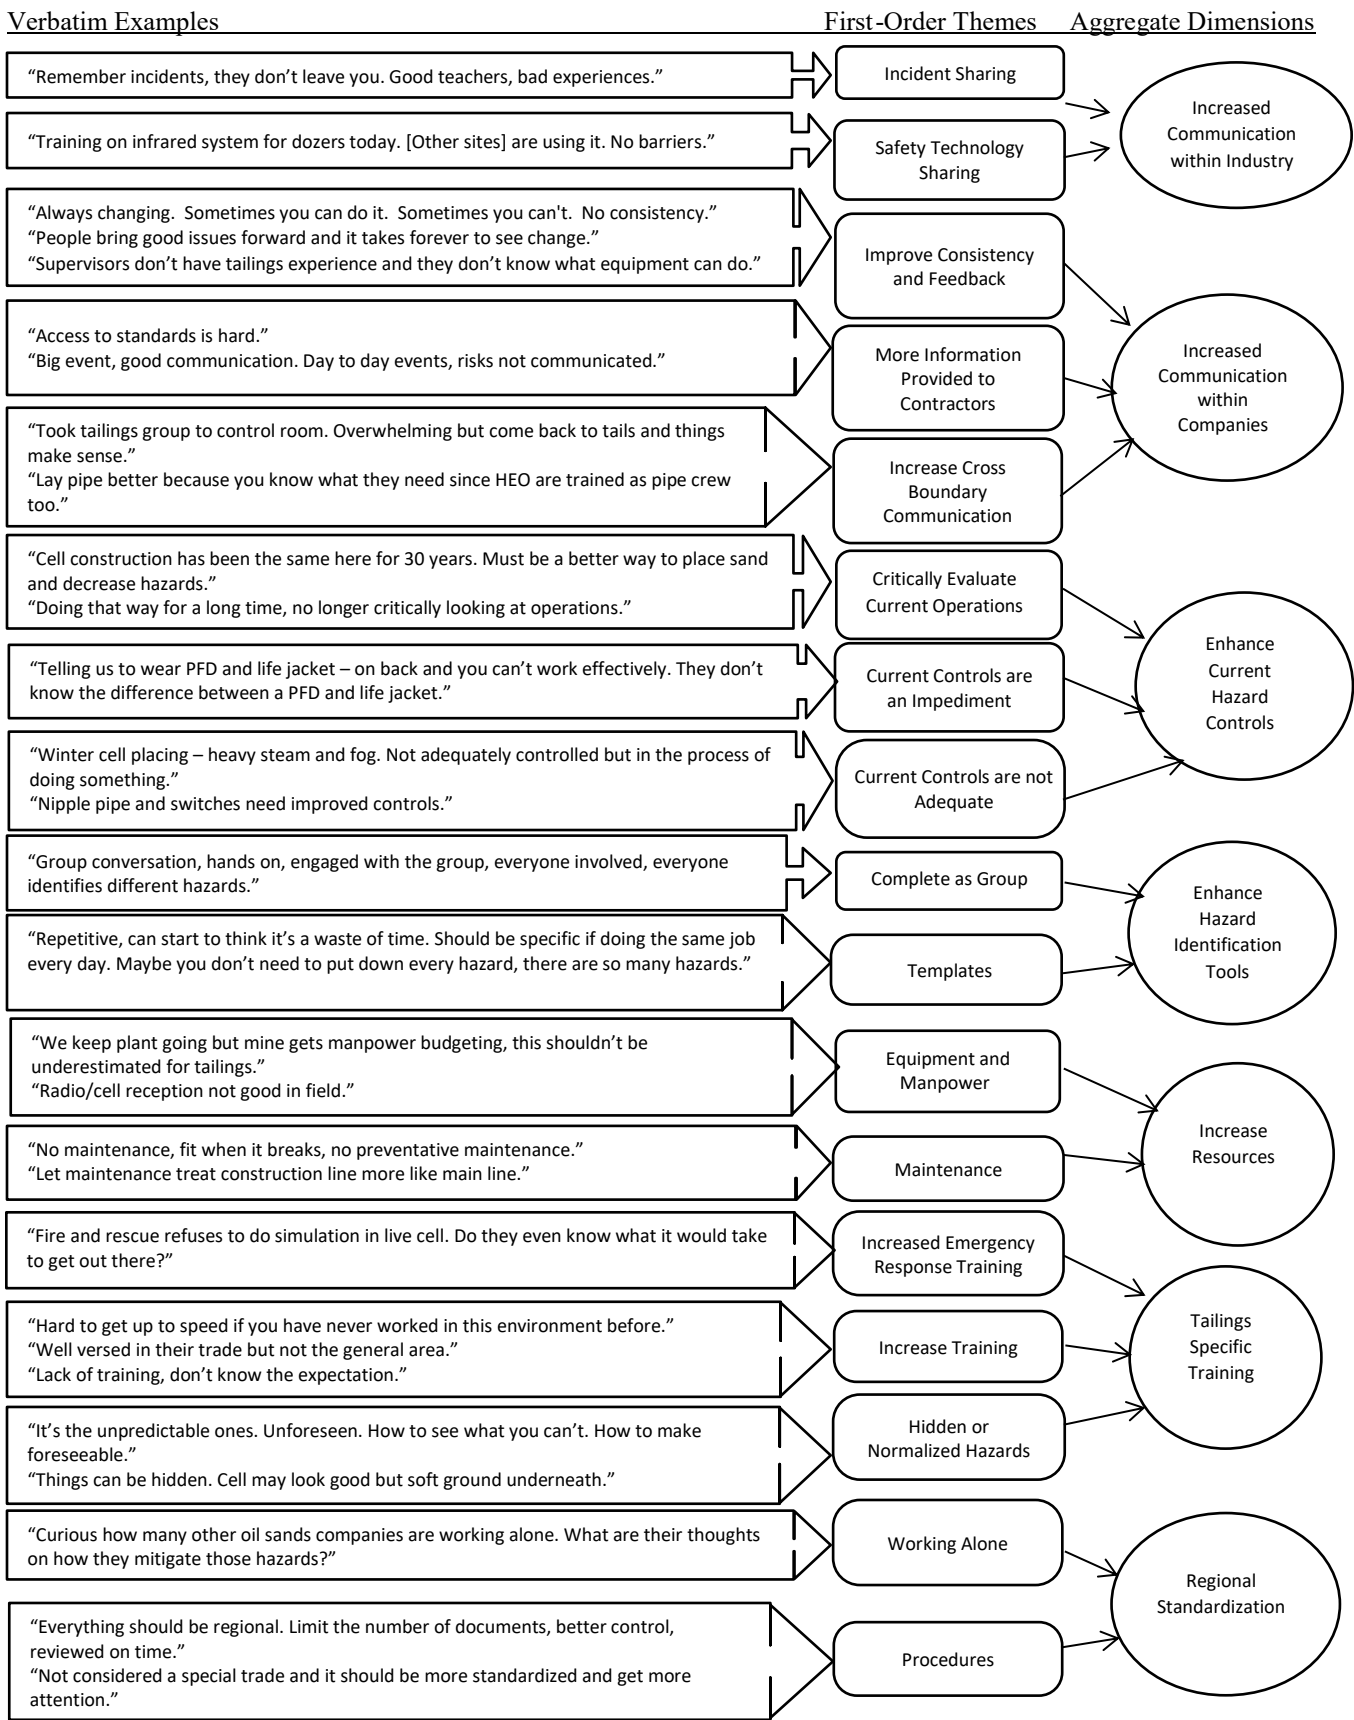 Verbatim Examples First-Order Themes Aggregate Dimensions
“Remember incidents, they don’t leave you. Good teachers, bad experiences.”
Incident Sharing
Increased
Communication
within Industry
“Training on infrared system for dozers today. [Other sites] are using it. No barriers.”
Safety Technology
Sharing
“Always changing.  Sometimes you can do it.  Sometimes you can't.  No consistency.”
“People bring good issues forward and it takes forever to see change.”
“Supervisors don’t have tailings experience and they don’t know what equipment can do.”
Improve Consistency
and Feedback
“Access to standards is hard.”
“Big event, good communication. Day to day events, risks not communicated.”
More Information
Provided to
Contractors
Increased
Communication
within
Companies
“Took tailings group to control room. Overwhelming but come back to tails and things
make sense.”
“Lay pipe better because you know what they need since HEO are trained as pipe crew
too.”
Increase Cross
Boundary
Communication
“Cell construction has been the same here for 30 years. Must be a better way to place sand
and decrease hazards.”
“Doing that way for a long time, no longer critically looking at operations.”
Critically Evaluate
Current Operations
“Telling us to wear PFD and life jacket – on back and you can’t work effectively. They don’t
know the difference between a PFD and life jacket.”
Current Controls are
an Impediment
Enhance
Current
Hazard
Controls
“Winter cell placing – heavy steam and fog. Not adequately controlled but in the process of
doing something.”
“Nipple pipe and switches need improved controls.”
Current Controls are not
Adequate
“Group conversation, hands on, engaged with the group, everyone involved, everyone
identifies different hazards.”
Complete as Group
Enhance
Hazard
Identification
Tools
“Repetitive, can start to think it’s a waste of time. Should be specific if doing the same job
every day. Maybe you don’t need to put down every hazard, there are so many hazards.”
Templates
“We keep plant going but mine gets manpower budgeting, this shouldn’t be
underestimated for tailings.”
“Radio/cell reception not good in field.”
Equipment and
Manpower
Increase
Resources
“No maintenance, fit when it breaks, no preventative maintenance.”
“Let maintenance treat construction line more like main line.”
Maintenance
“Fire and rescue refuses to do simulation in live cell. Do they even know what it would take
to get out there?”
Increased Emergency
Response Training
“Hard to get up to speed if you have never worked in this environment before.”
“Well versed in their trade but not the general area.”
“Lack of training, don’t know the expectation.”
Increase Training
Tailings
Specific
Training
“It’s the unpredictable ones. Unforeseen. How to see what you can’t. How to make
foreseeable.”
“Things can be hidden. Cell may look good but soft ground underneath.”
Hidden or
Normalized Hazards
“Curious how many other oil sands companies are working alone. What are their thoughts
on how they mitigate those hazards?”
Working Alone
Regional
Standardization
“Everything should be regional. Limit the number of documents, better control,
reviewed on time.”
“Not considered a special trade and it should be more standardized and get more
attention.”
Procedures